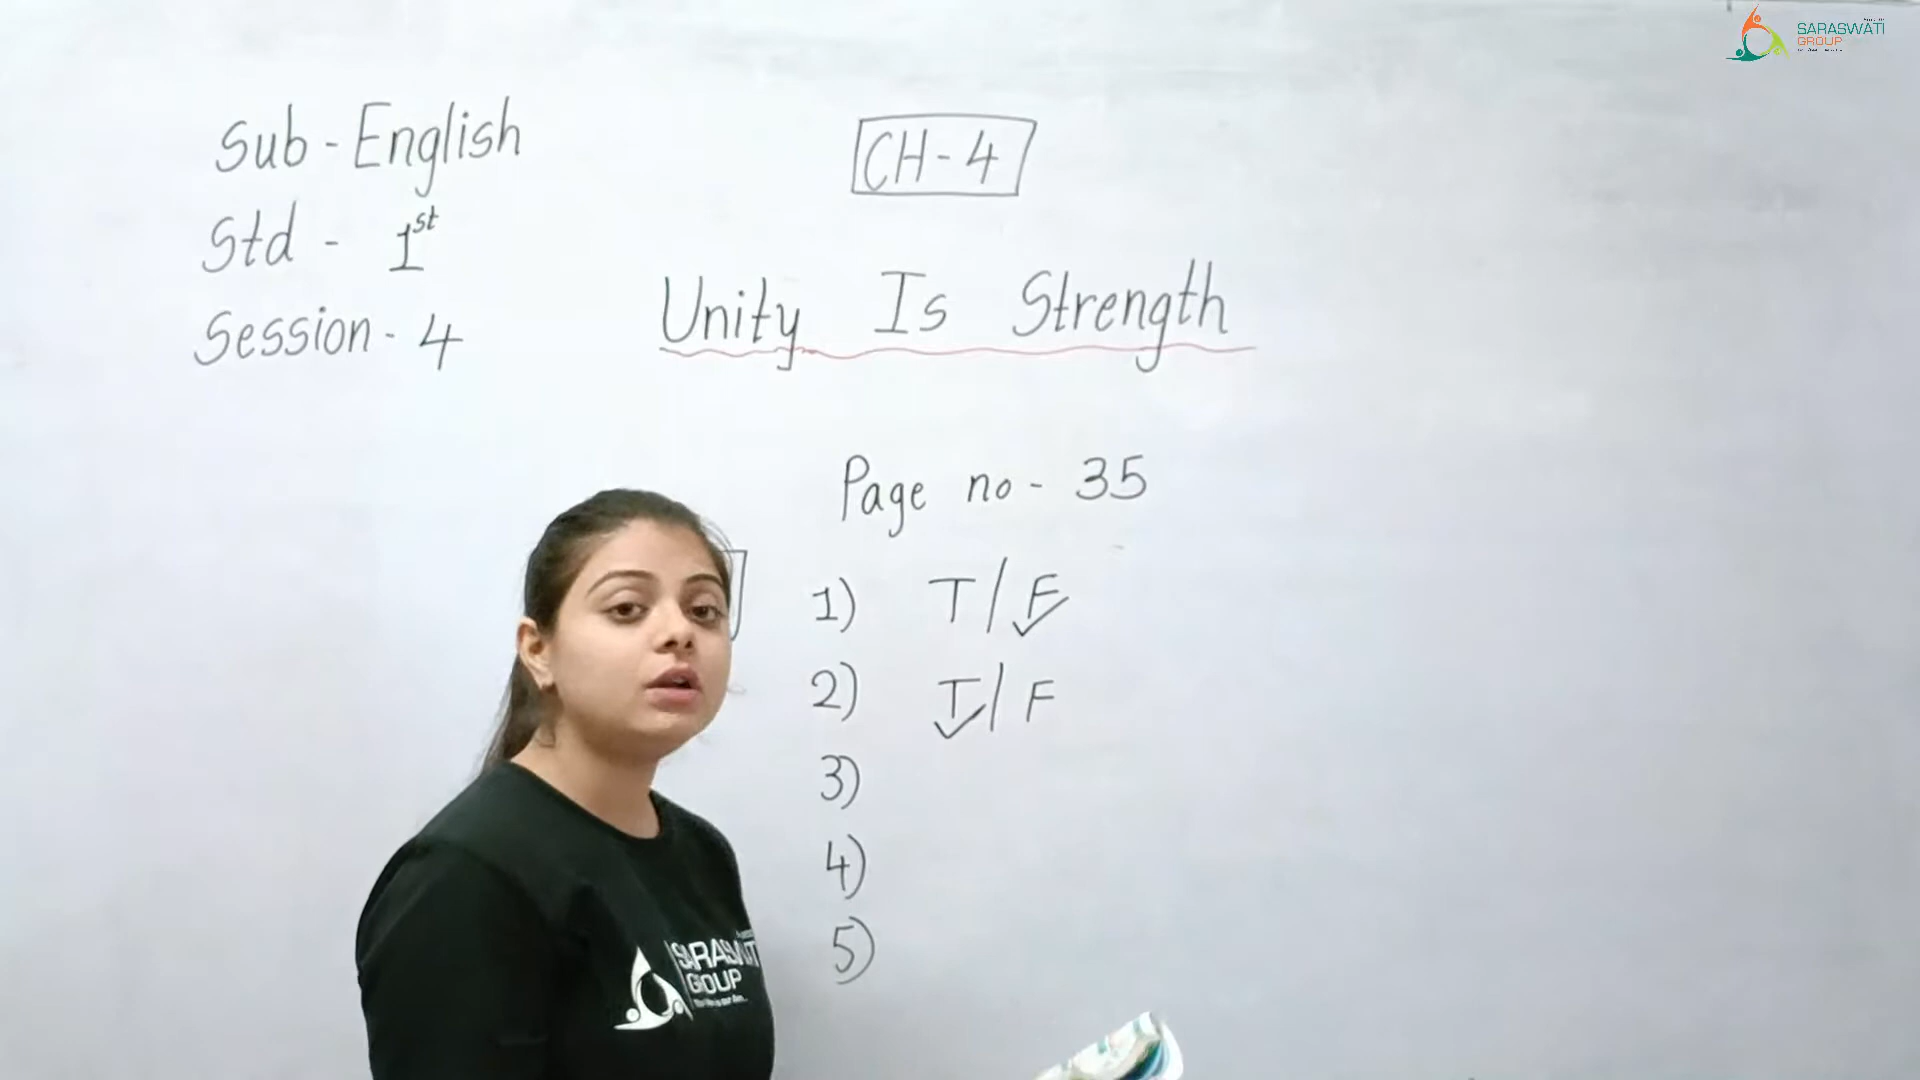 SARASWATI
GROUP
Sub - English
Std - 1st
Session - 4
CH - 4
Unity Is Strength
Page no - 35
1) T / F
2) T / F
3)
4)
5)
SARASWATI
GROUP